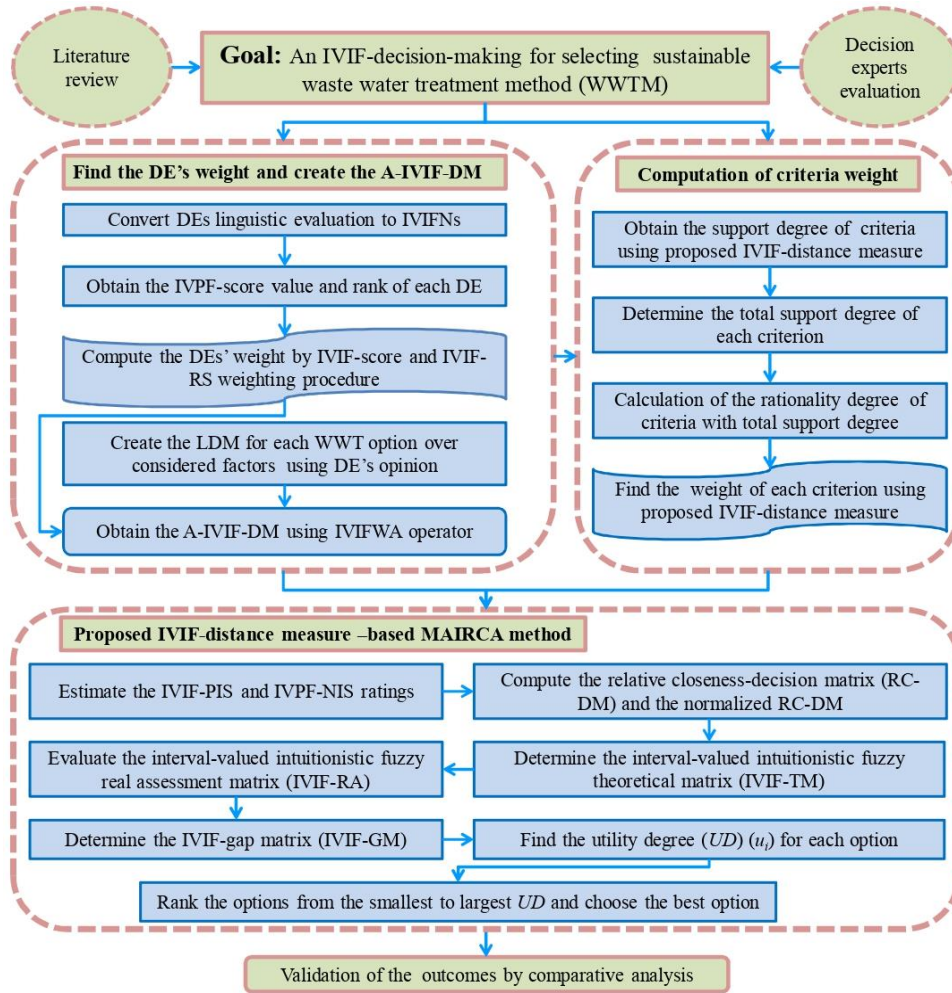 Literature
review
Goal: An IVIF-decision-making for selecting sustainable
waste water treatment method (WWTM)
Decision
experts
evaluation
Find the DE's weight and create the A-IVIF-DM
Convert DEs linguistic evaluation to IVIFNs
Obtain the IVPF-score value and rank of each DE
Compute the DEs' weight by IVIF-score and IVIF-
RS weighting procedure
Create the LDM for each WWT option over
considered factors using DE's opinion
Obtain the A-IVIF-DM using IVIFWA operator
Computation of criteria weight
Obtain the support degree of criteria
using proposed IVIF-distance measure
Determine the total support degree of
each criterion
Calculation of the rationality degree of
criteria with total support degree
Find the weight of each criterion using
proposed IVIF-distance measure
Proposed IVIF-distance measure –based MAIRCA method
Estimate the IVIF-PIS and IVPF-NIS ratings
Compute the relative closeness-decision matrix (RC-
DM) and the normalized RC-DM
Evaluate the interval-valued intuitionistic fuzzy
real assessment matrix (IVIF-RA)
Determine the interval-valued intuitionistic fuzzy
theoretical matrix (IVIF-TM)
Determine the IVIF-gap matrix (IVIF-GM)
Find the utility degree (UD) (u_i) for each option
Rank the options from the smallest to largest UD and choose the best option
Validation of the outcomes by comparative analysis